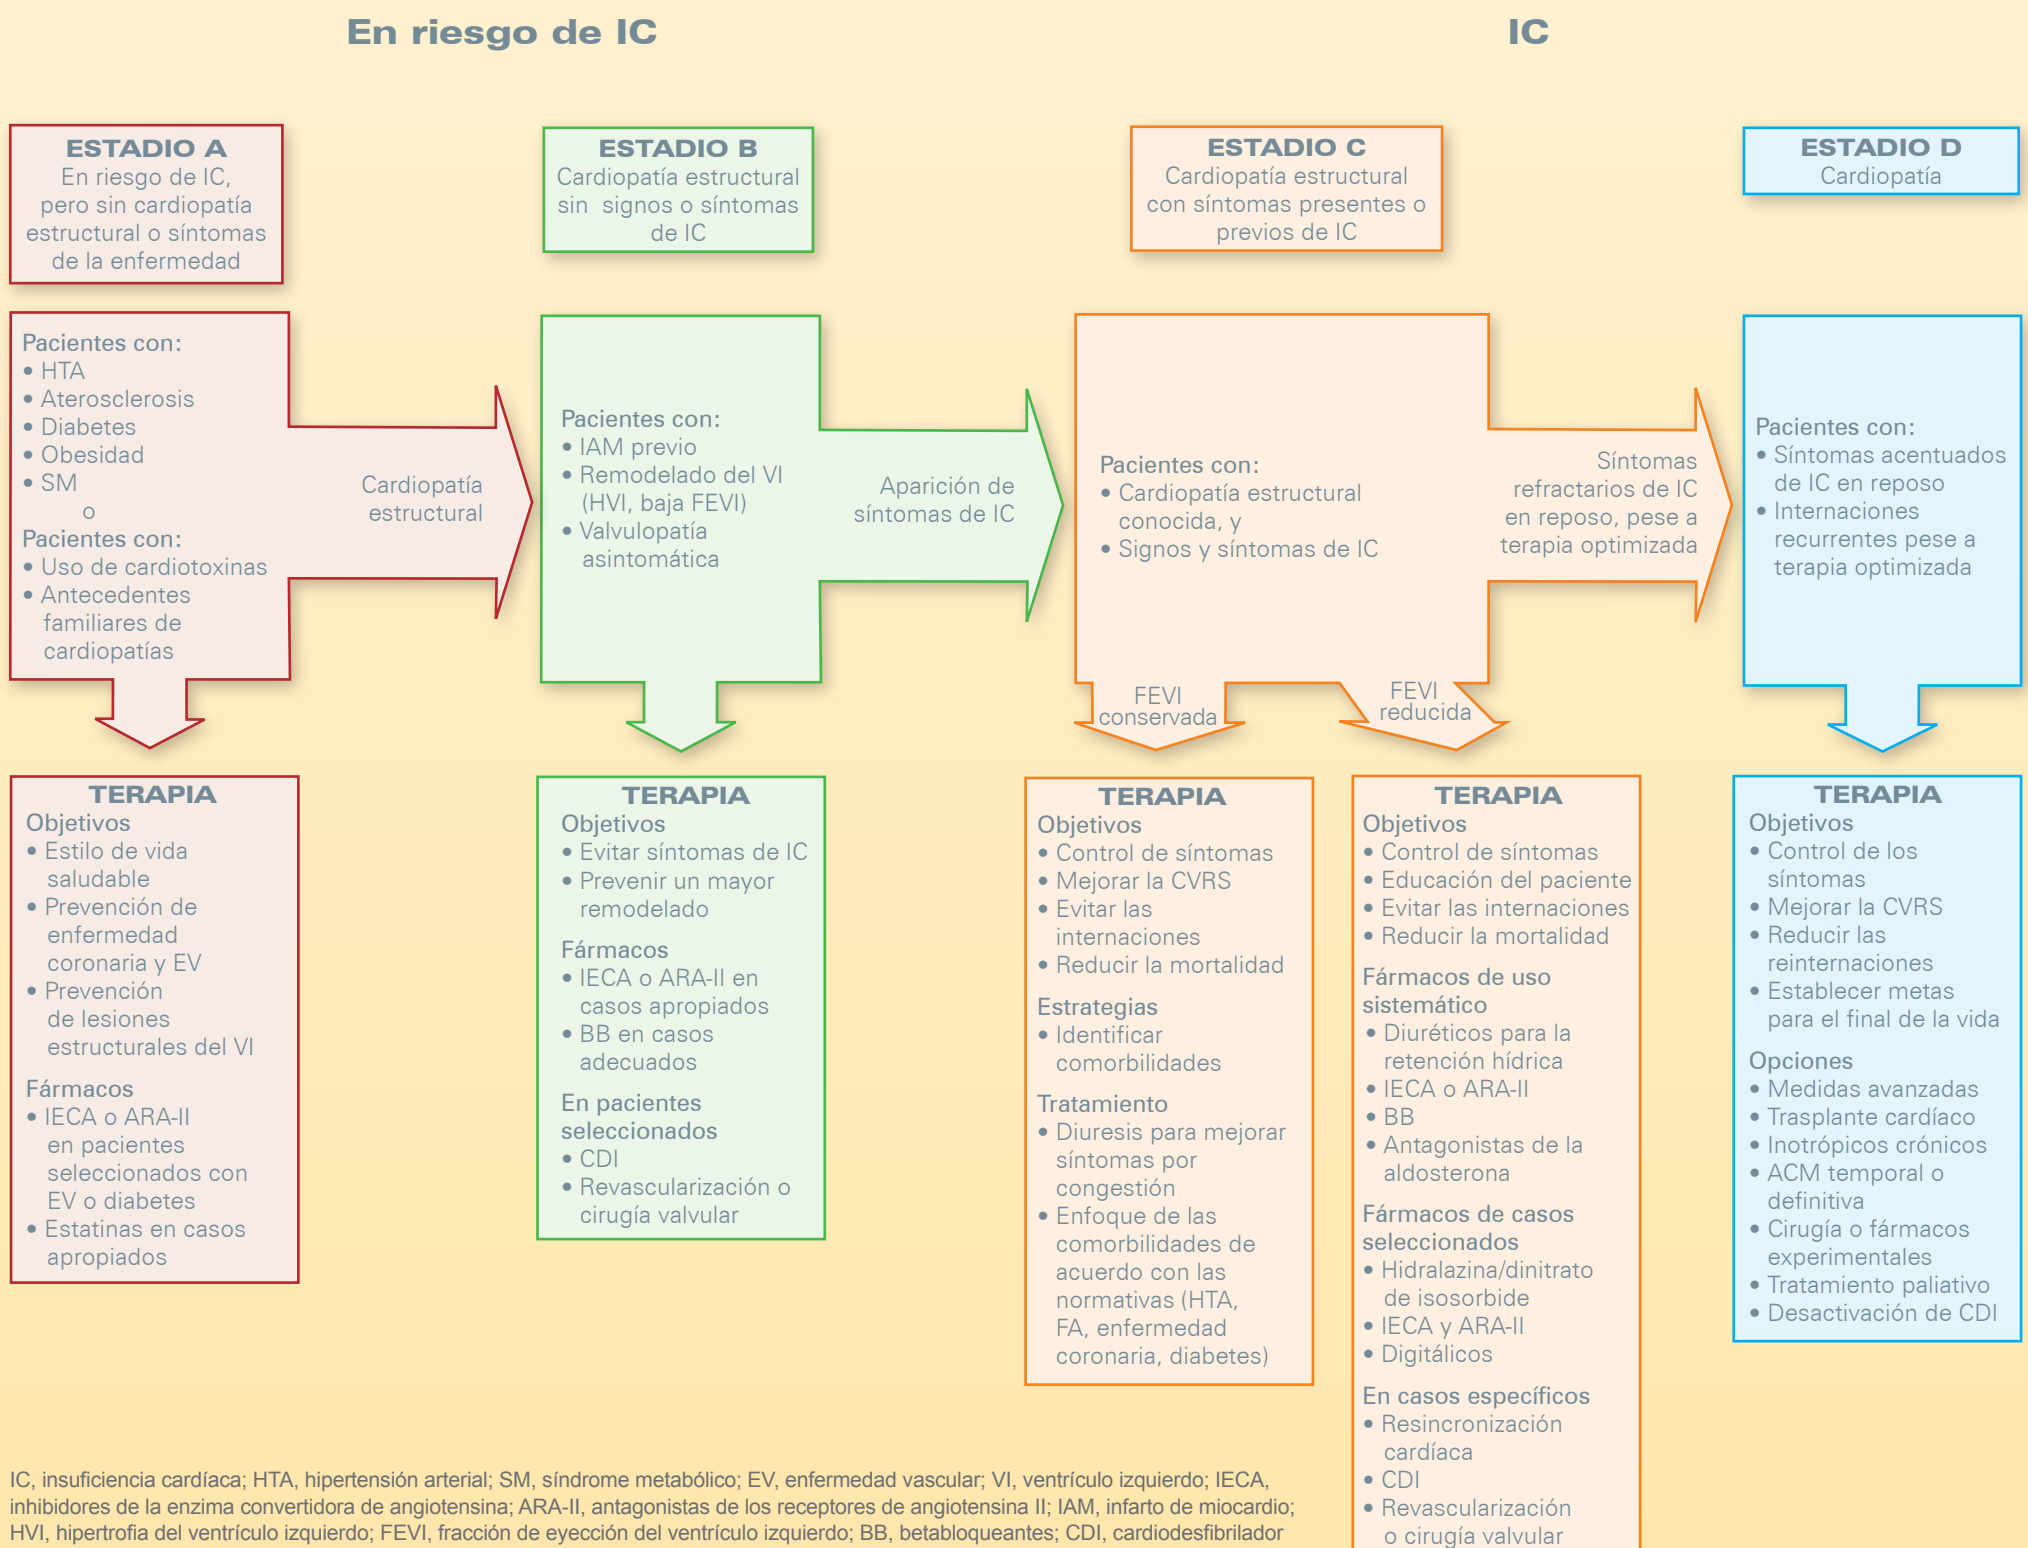 En riesgo de IC
IC
ESTADIO A
En riesgo de IC,
pero sin cardiopatía
estructural o síntomas
de la enfermedad
ESTADIO B
Cardiopatía estructural
sin signos o síntomas
de IC
ESTADIO C
Cardiopatía estructural
con síntomas presentes o
previos de IC
ESTADIO D
Cardiopatía
Pacientes con:
• HTA
• Aterosclerosis
• Diabetes
• Obesidad
• SM
o
Pacientes con:
• Uso de cardiotoxinas
• Antecedentes
familiares de
cardiopatías
Cardiopatía
estructural
Pacientes con:
• IAM previo
• Remodelado del VI
(HVI, baja FEVI)
• Valvulopatía
asintomática
Aparición de
síntomas de IC
Pacientes con:
• Cardiopatía estructural
conocida, y
• Signos y síntomas de IC
Síntomas
refractarios de IC
en reposo, pese a
terapia optimizada
Pacientes con:
• Síntomas acentuados
de IC en reposo
• Internaciones
recurrentes pese a
terapia optimizada
FEVI
conservada
FEVI
reducida
TERAPIA
Objetivos
• Estilo de vida
saludable
• Prevención de
enfermedad
coronaria y EV
• Prevención
de lesiones
estructurales del VI
Fármacos
• IECA o ARA-II
en pacientes
seleccionados con
EV o diabetes
• Estatinas en casos
apropiados
TERAPIA
Objetivos
• Evitar síntomas de IC
• Prevenir un mayor
remodelado
Fármacos
• IECA o ARA-II en
casos apropiados
• BB en casos
adecuados
En pacientes
seleccionados
• CDI
• Revascularización o
cirugía valvular
TERAPIA
Objetivos
• Control de síntomas
• Mejorar la CVRS
• Evitar las
internaciones
• Reducir la mortalidad
Estrategias
• Identificar
comorbilidades
Tratamiento
• Diuresis para mejorar
síntomas por
congestión
• Enfoque de las
comorbilidades de
acuerdo con las
normativas (HTA,
FA, enfermedad
coronaria, diabetes)
TERAPIA
Objetivos
• Control de síntomas
• Educación del paciente
• Evitar las internaciones
• Reducir la mortalidad
Fármacos de uso
sistemático
• Diuréticos para la
retención hídrica
• IECA o ARA-II
• BB
• Antagonistas de la
aldosterona
Fármacos de casos
seleccionados
• Hidralazina/dinitrato
de isosorbide
• IECA y ARA-II
• Digitálicos
En casos específicos
• Resincronización
cardíaca
• CDI
• Revascularización
o cirugía valvular
TERAPIA
Objetivos
• Control de los
síntomas
• Mejorar la CVRS
• Reducir las
reinternaciones
• Establecer metas
para el final de la vida
Opciones
• Medidas avanzadas
• Trasplante cardíaco
• Inotrópicos crónicos
• ACM temporal o
definitiva
• Cirugía o fármacos
experimentales
• Tratamiento paliativo
• Desactivación de CDI
IC, insuficiencia cardíaca; HTA, hipertensión arterial; SM, síndrome metabólico; EV, enfermedad vascular; VI, ventrículo izquierdo; IECA,
inhibidores de la enzima convertidora de angiotensina; ARA-II, antagonistas de los receptores de angiotensina II; IAM, infarto de miocardio;
HVI, hipertrofia del ventrículo izquierdo; FEVI, fracción de eyección del ventrículo izquierdo; BB, betabloqueantes; CDI, cardiodesfibrilador